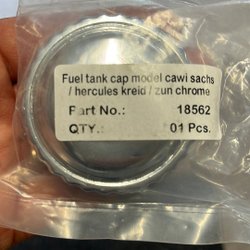 Fuel tank cap model cawi sachs
/ hercules kreid / zun chrome
Part No.: 18562
QTY.: 01 Pcs.